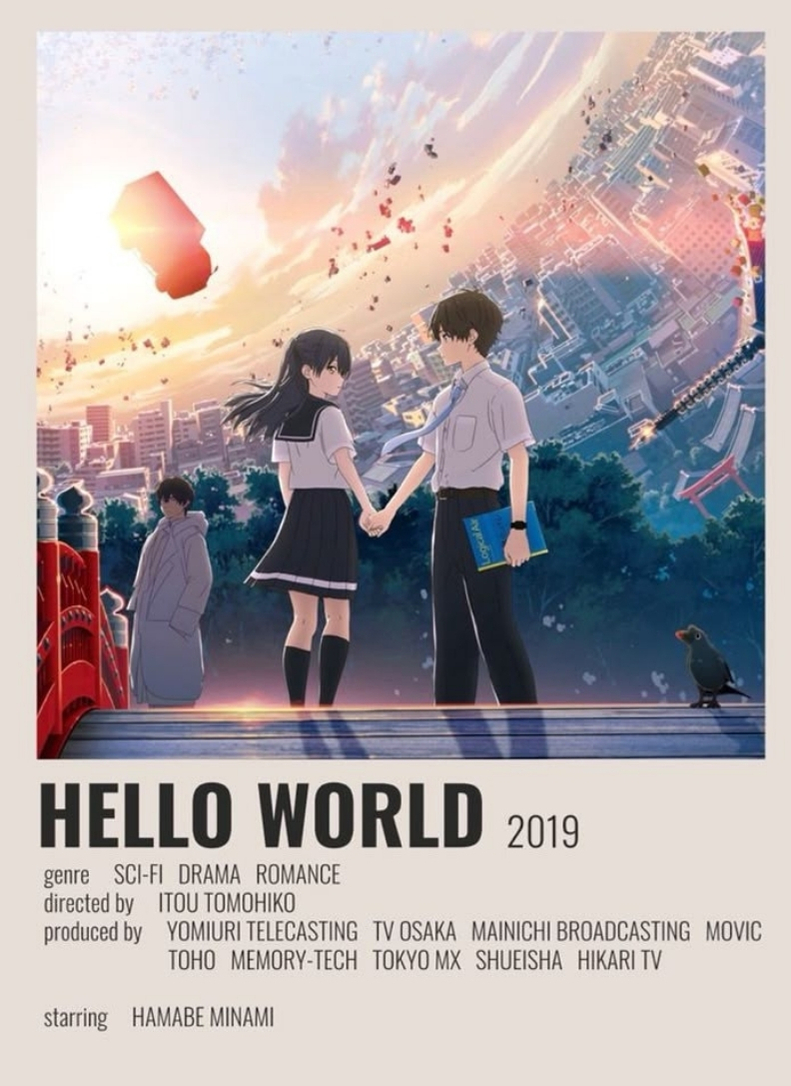 HELLO WORLD 2019
genre SCI-FI DRAMA ROMANCE
directed by ITOU TOMOHIKO
produced by YOMIURI TELECASTING TV OSAKA MAINICHI BROADCASTING MOVIC
TOHO MEMORY-TECH TOKYO MX SHUEISHA HIKARI TV
starring HAMABE MINAMI